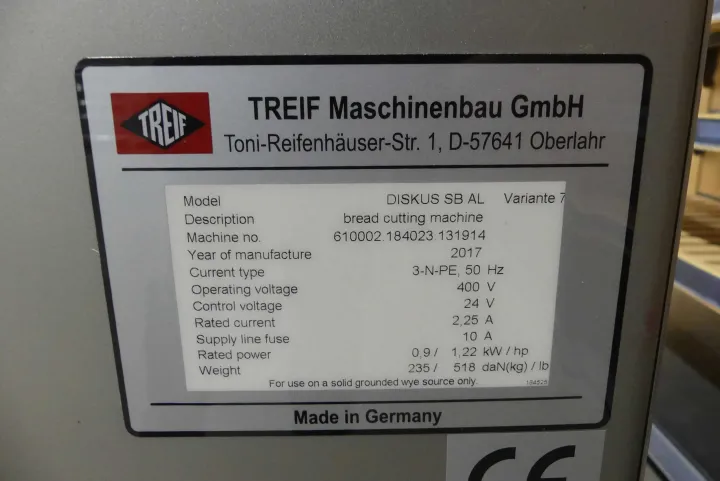 TREIF
TREIF Maschinenbau GmbH
Toni-Reifenhäuser-Str. 1, D-57641 Oberlahr
Model DISKUS SB AL Variante 7
Description bread cutting machine
Machine no. 610002.184023.131914
Year of manufacture 2017
Current type 3-N-PE, 50 Hz
Operating voltage 400 V
Control voltage 24 V
Rated current 2,25 A
Supply line fuse 10 A
Rated power 0,9 / 1,22 kW / hp
Weight 235 / 518 daN(kg) / lb
For use on a solid grounded wye source only.
Made in Germany
CE